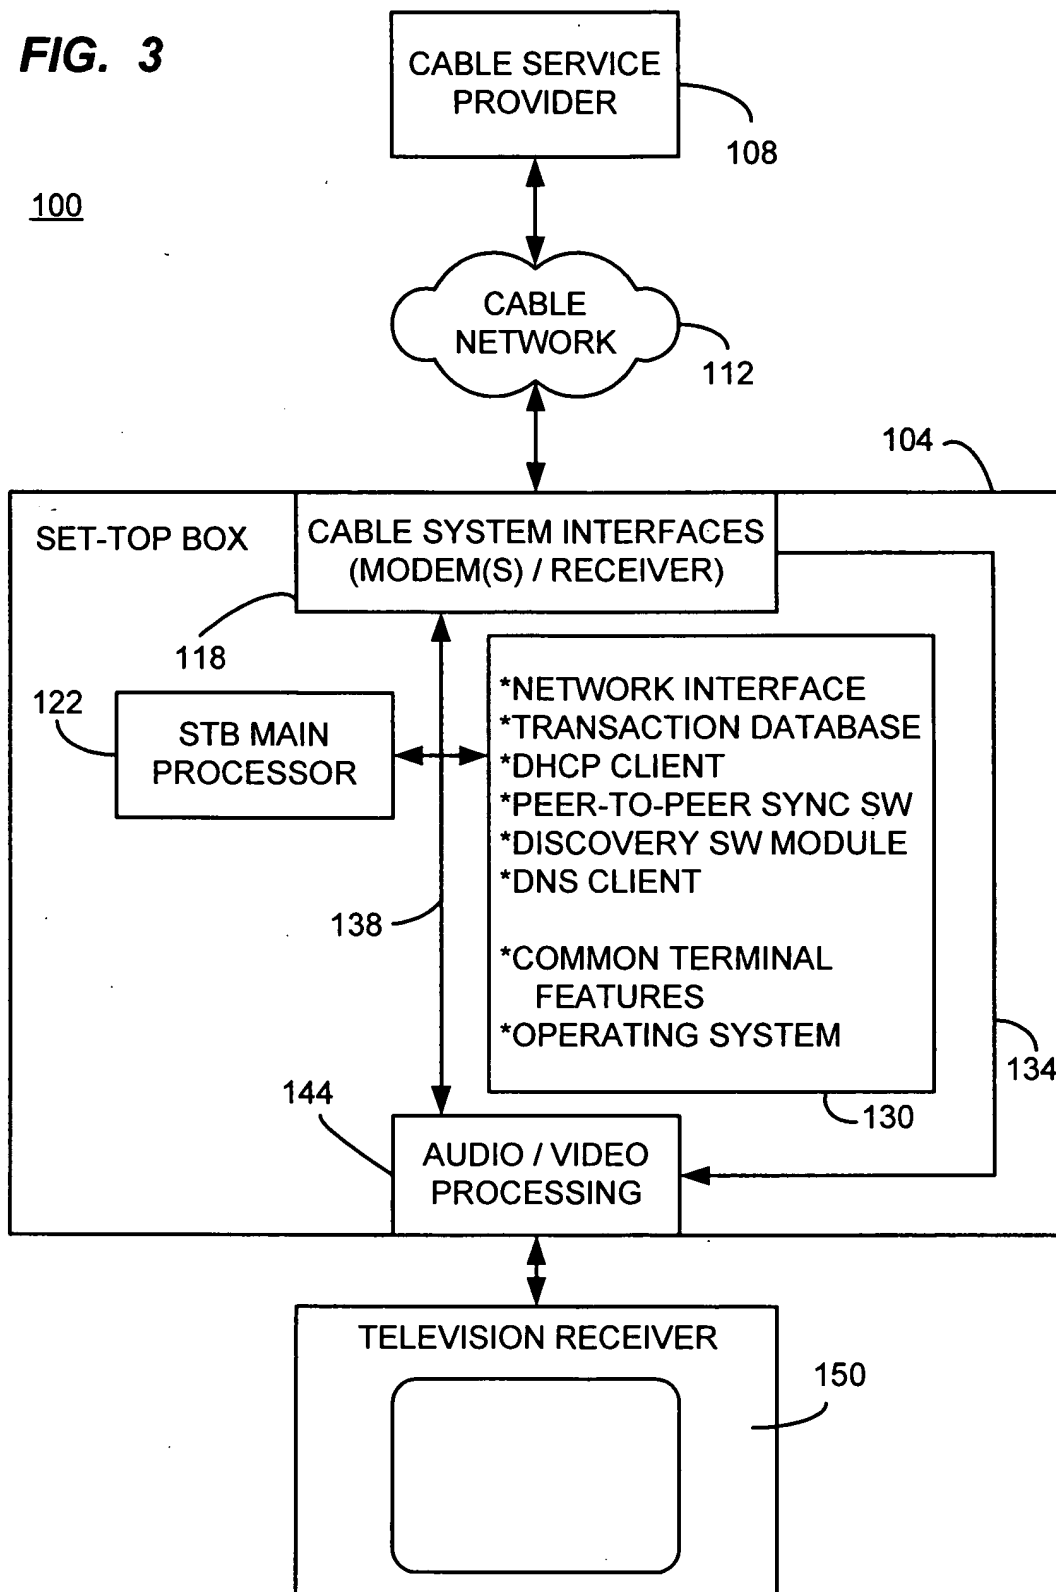 FIG. 3
CABLE SERVICE
PROVIDER
108
100
CABLE
NETWORK
112
104
SET-TOP BOX
CABLE SYSTEM INTERFACES
(MODEM(S) / RECEIVER)
118
122
STB MAIN
PROCESSOR
*NETWORK INTERFACE
*TRANSACTION DATABASE
*DHCP CLIENT
*PEER-TO-PEER SYNC SW
*DISCOVERY SW MODULE
*DNS CLIENT
*COMMON TERMINAL
FEATURES
*OPERATING SYSTEM
138
134
130
144
AUDIO / VIDEO
PROCESSING
TELEVISION RECEIVER
150